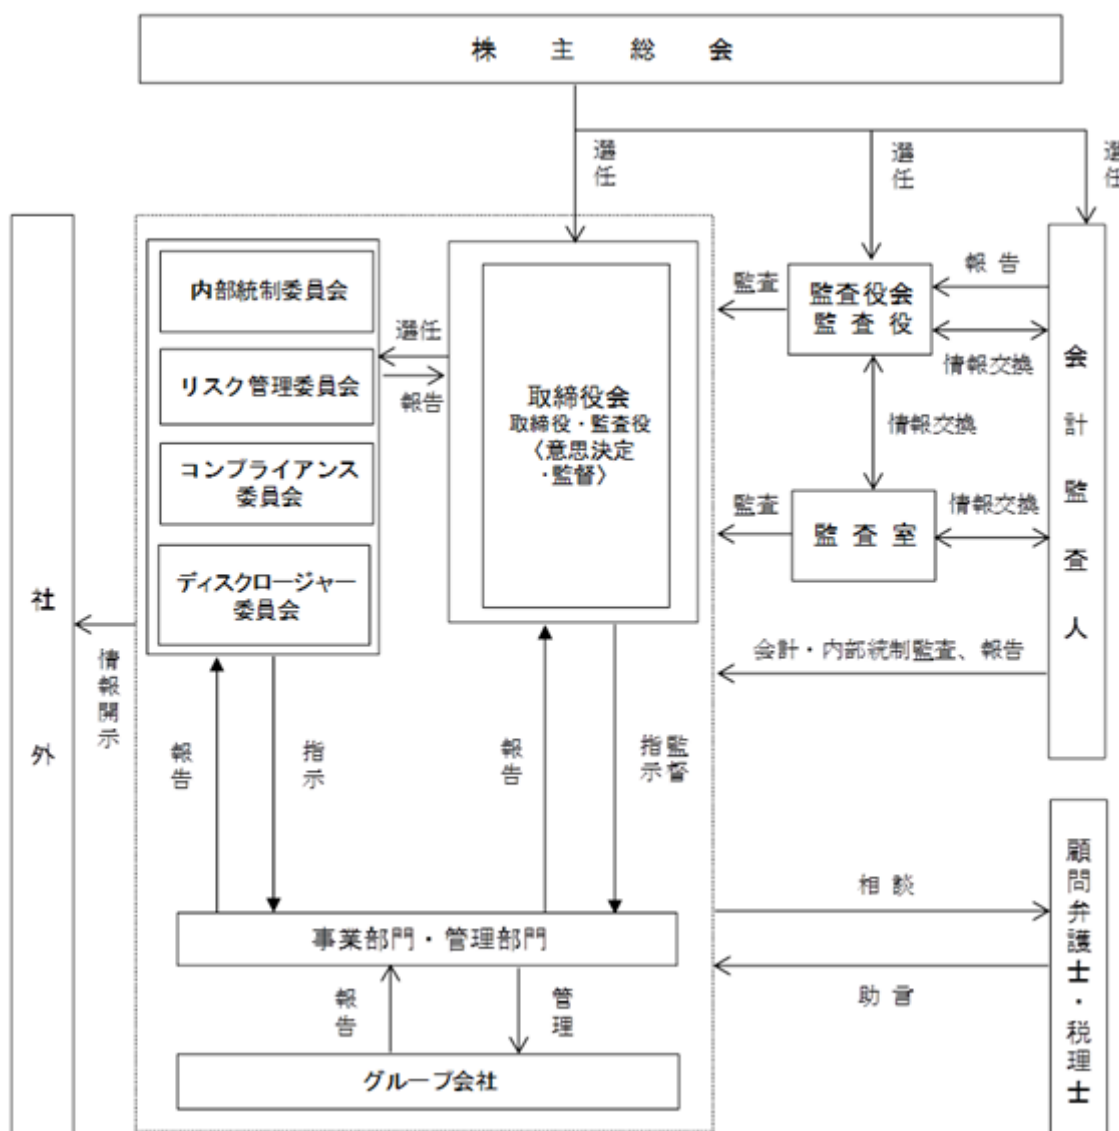 株主総会
選任
選任
選任
社外
情報開示
内部統制委員会
リスク管理委員会
コンプライアンス
委員会
ディスクロージャー
委員会
選任
報告
取締役会
取締役・監査役
〈意思決定
・監督〉
監査
監査役会
監査役
報告
情報交換
情報交換
監査
監査室
情報交換
会計監査人
会計・内部統制監査、報告
報告
指示
報告
指示
監督
事業部門・管理部門
報告
管理
グループ会社
相談
助言
顧問弁護士・税理士